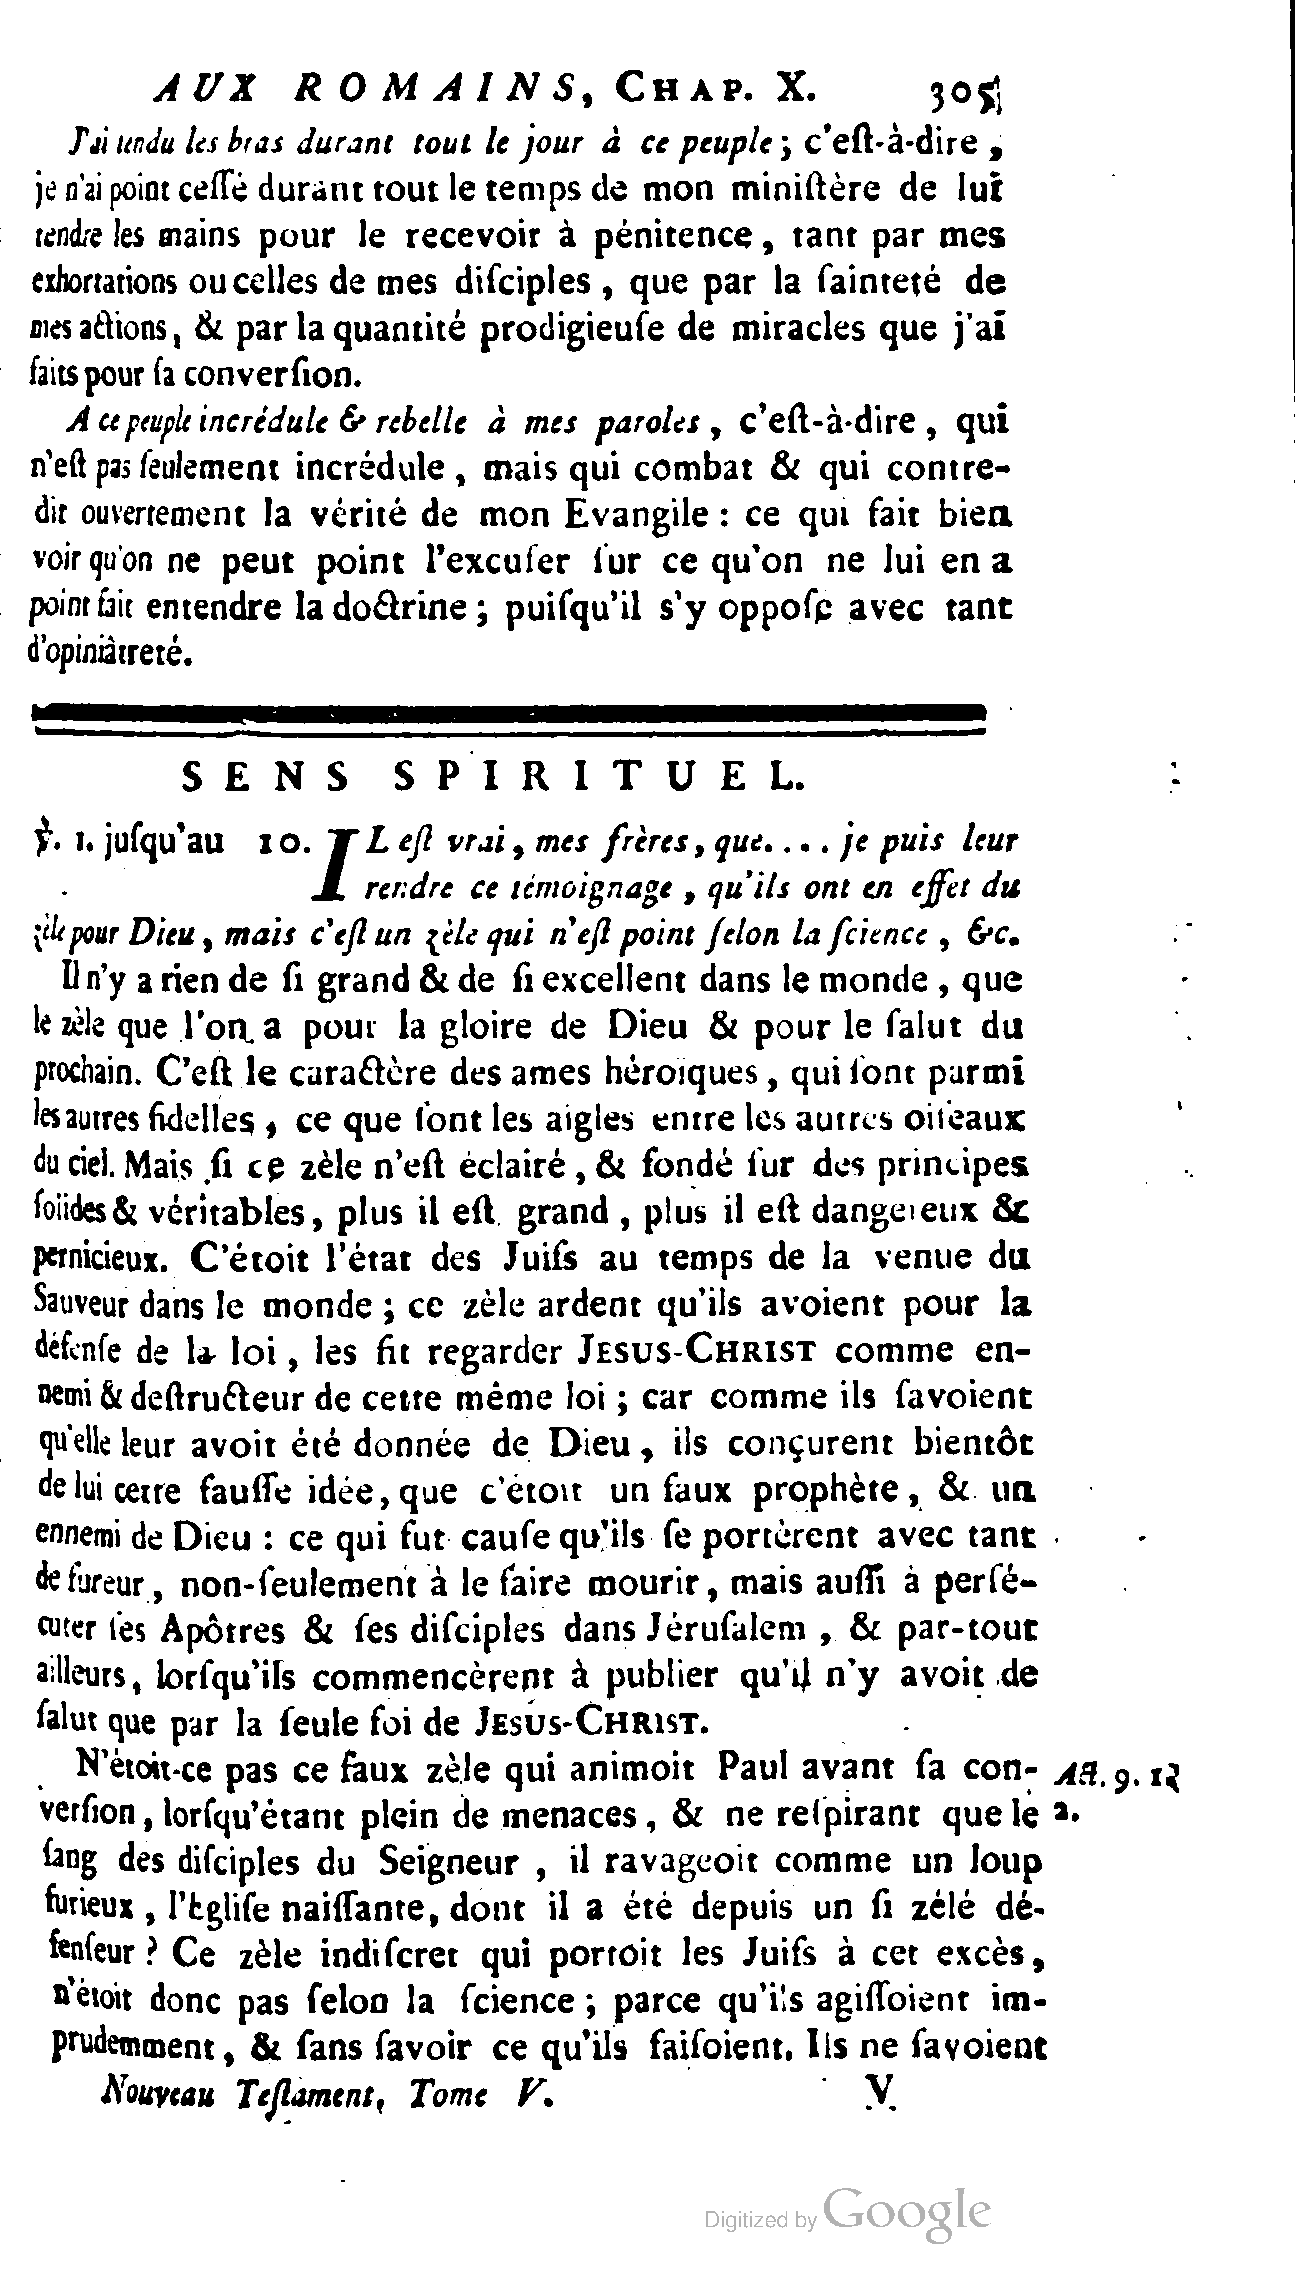 AUX ROMAINS, CHAP. X. 305
J'ai tendu les bras durant tout le jour à ce peuple ; c'eſt-à-dire ,
je n'ai point ceſſé durant tout le temps de mon miniſtère de lui
tendre les mains pour le recevoir à pénitence , tant par mes
exhortations ou celles de mes diſciples , que par la ſainteté de
mes actions , & par la quantité prodigieuſe de miracles que j'ai
faits pour ſa converſion.
A ce peuple incrédule & rebelle à mes paroles , c'eſt-à-dire , qui
n'eſt pas ſeulement incrédule , mais qui combat & qui contre-
dit ouvertement la vérité de mon Evangile : ce qui fait bien
voir qu'on ne peut point l'excuſer ſur ce qu'on ne lui en a
point fait entendre la doctrine ; puiſqu'il s'y oppoſe avec tant
d'opiniâtreté.
SENS SPIRITUEL.
℣. 1. juſqu'au 10. IL eſt vrai , mes frères , que. . . . je puis leur
rendre ce témoignage , qu'ils ont en effet du
zèle pour Dieu , mais c'eſt un zèle qui n'eſt point ſelon la ſcience , &c.
Il n'y a rien de ſi grand & de ſi excellent dans le monde , que
le zèle que l'on a pour la gloire de Dieu & pour le ſalut du
prochain. C'eſt le caractère des ames héroïques , qui ſont parmi
les autres fidelles , ce que ſont les aigles entre les autres oiſeaux
du ciel. Mais ſi ce zèle n'eſt éclairé , & fondé ſur des principes
ſolides & véritables , plus il eſt grand , plus il eſt dangereux &
pernicieux. C'étoit l'état des Juifs au temps de la venue du
Sauveur dans le monde ; ce zèle ardent qu'ils avoient pour la
défenſe de la loi , les fit regarder JESUS-CHRIST comme en-
nemi & deſtructeur de cette même loi ; car comme ils ſavoient
qu'elle leur avoit été donnée de Dieu , ils conçurent bientôt
de lui cette fauſſe idée , que c'étoit un faux prophète , & un
ennemi de Dieu : ce qui fut cauſe qu'ils ſe portèrent avec tant
de fureur , non-ſeulement à le faire mourir , mais auſſi à perſé-
cuter ſes Apôtres & ſes diſciples dans Jéruſalem , & par-tout
ailleurs , lorſqu'ils commencèrent à publier qu'il n'y avoit de
ſalut que par la ſeule foi de JESUS-CHRIST.
N'étoit-ce pas ce faux zèle qui animoit Paul avant ſa con- Act. 9. 1.
verſion , lorſqu'étant plein de menaces , & ne reſpirant que le 2.
ſang des diſciples du Seigneur , il ravageoit comme un loup
furieux , l'Egliſe naiſſante , dont il a été depuis un ſi zélé dé-
fenſeur ? Ce zèle indiſcret qui portoit les Juifs à cet excès ,
n'étoit donc pas ſelon la ſcience ; parce qu'ils agiſſoient im-
prudemment , & ſans ſavoir ce qu'ils faiſoient. Ils ne ſavoient
Nouveau Teſtament, Tome V. V
Digitized by Google